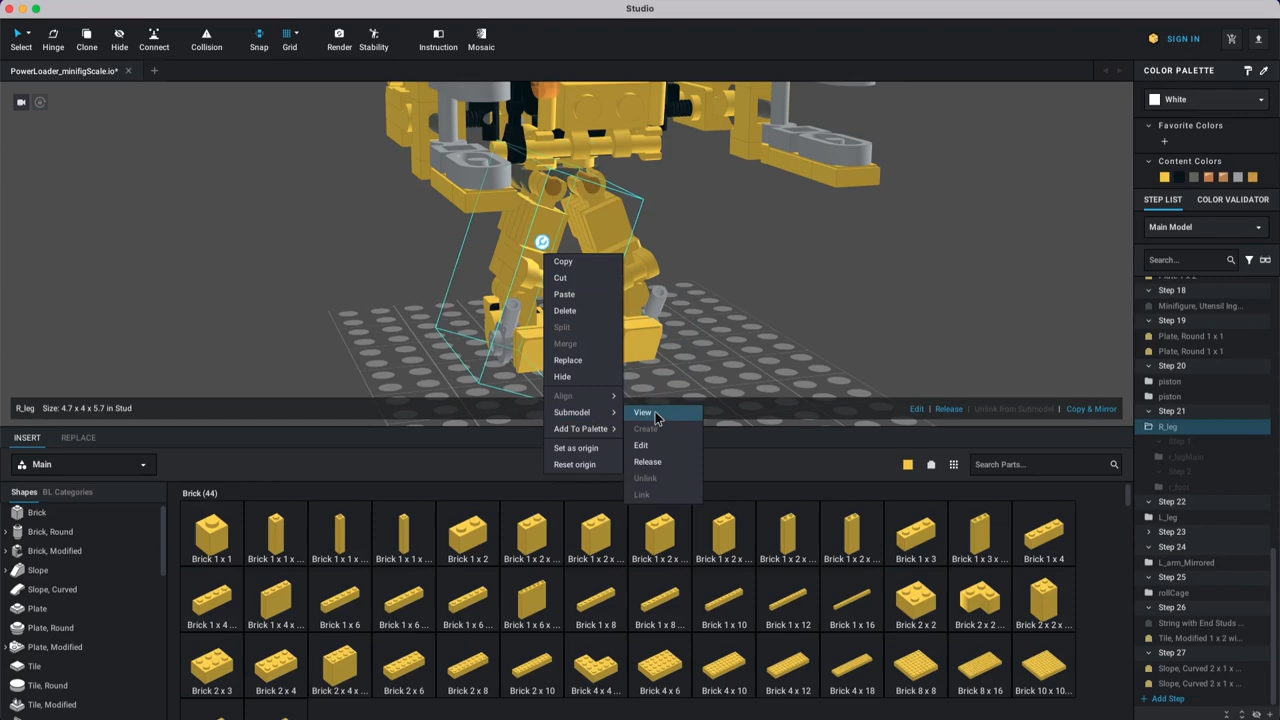 Studio
Select Hinge Clone Hide Connect Collision Snap Grid Render Stability Instruction Mosaic SIGN IN
PowerLoader_minifigScale.io*
COLOR PALETTE
White
Favorite Colors
Content Colors
STEP LIST COLOR VALIDATOR
Main Model
Search...
Plate 1 x 2
Step 18
Minifigure, Utensil Ing...
Step 19
Plate, Round 1 x 1
Plate, Round 1 x 1
Step 20
piston
piston
Step 21
R_leg
Step 1
r_legMain
Step 2
r_foot
Step 22
L_leg
Step 23
Step 24
L_arm_Mirrored
Step 25
rollCage
Step 26
String with End Studs ...
Tile, Modified 1 x 2 wi...
Step 27
Slope, Curved 2 x 1 x ...
Slope, Curved 2 x 1 x ...
+ Add Step
Copy
Cut
Paste
Delete
Split
Merge
Replace
Hide
Align
Submodel
Add To Palette
Set as origin
Reset origin
View
Create
Edit
Release
Unlink
Link
R_leg Size: 4.7 x 4 x 5.7 in Stud
Edit | Release | Unlink from Submodel | Copy & Mirror
INSERT REPLACE
Main
Search Parts...
Shapes BL Categories
Brick
Brick, Round
Brick, Modified
Slope
Slope, Curved
Plate
Plate, Round
Plate, Modified
Tile
Tile, Round
Tile, Modified
Brick (44)
Brick 1 x 1 Brick 1 x 1 x ... Brick 1 x 1 x ... Brick 1 x 1 x ... Brick 1 x 2 Brick 1 x 2 x ... Brick 1 x 2 x ... Brick 1 x 2 x ... Brick 1 x 2 x ... Brick 1 x 2 x ... Brick 1 x 2 x ... Brick 1 x 3 Brick 1 x 3 x ... Brick 1 x 4
Brick 1 x 4 ... Brick 1 x 4 x ... Brick 1 x 6 Brick 1 x 6 ... Brick 1 x 6 ... Brick 1 x 6 x ... Brick 1 x 8 Brick 1 x 8 ... Brick 1 x 10 Brick 1 x 12 Brick 1 x 16 Brick 2 x 2 Brick 2 x 2 ... Brick 2 x 2 x ...
Brick 2 x 3 Brick 2 x 4 Brick 2 x 4 x ... Brick 2 x 6 Brick 2 x 8 Brick 2 x 10 Brick 4 x 4 ... Brick 4 x 6 Brick 4 x 10 Brick 4 x 12 Brick 4 x 18 Brick 8 x 8 Brick 8 x 16 Brick 10 x 10...